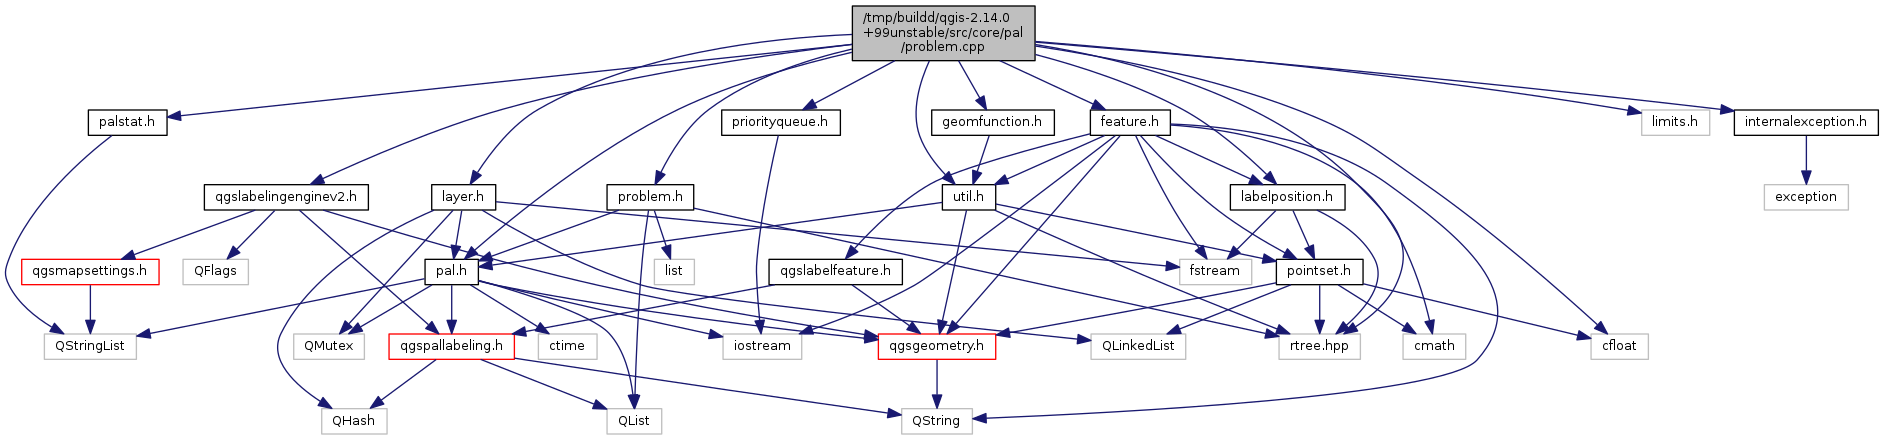 /tmp/buildd/qgis-2.14.0
+99unstable/src/core/pal
/problem.cpp
palstat.h
priorityqueue.h
geomfunction.h
feature.h
limits.h
internalexception.h
qgslabelingenginev2.h
layer.h
problem.h
util.h
labelposition.h
exception
qgsmapsettings.h
QFlags
pal.h
list
qgslabelfeature.h
fstream
pointset.h
QStringList
QMutex
qgspallabeling.h
ctime
iostream
qgsgeometry.h
QLinkedList
rtree.hpp
cmath
cfloat
QHash
QList
QString